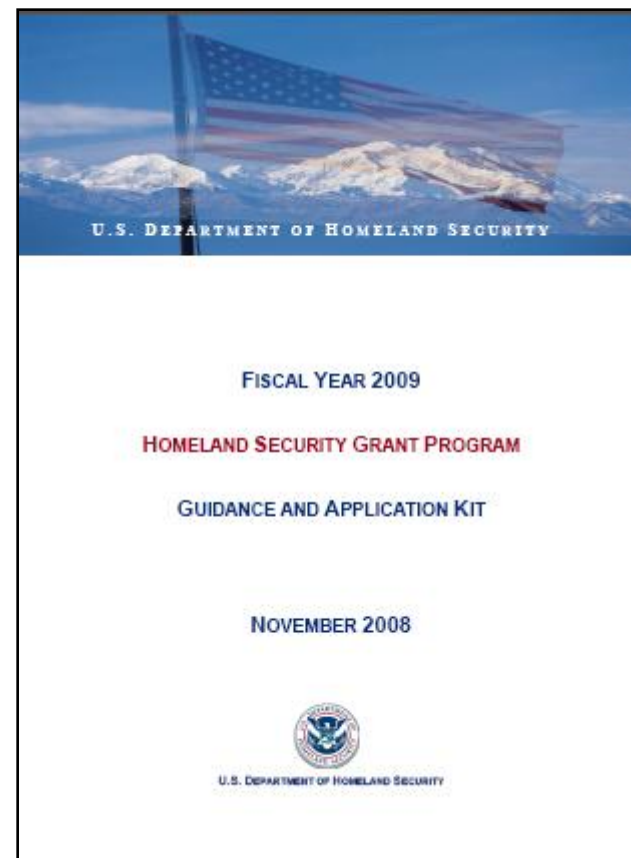 U.S. DEPARTMENT OF HOMELAND SECURITY
FISCAL YEAR 2009
HOMELAND SECURITY GRANT PROGRAM
GUIDANCE AND APPLICATION KIT
NOVEMBER 2008
U.S. DEPARTMENT OF HOMELAND SECURITY